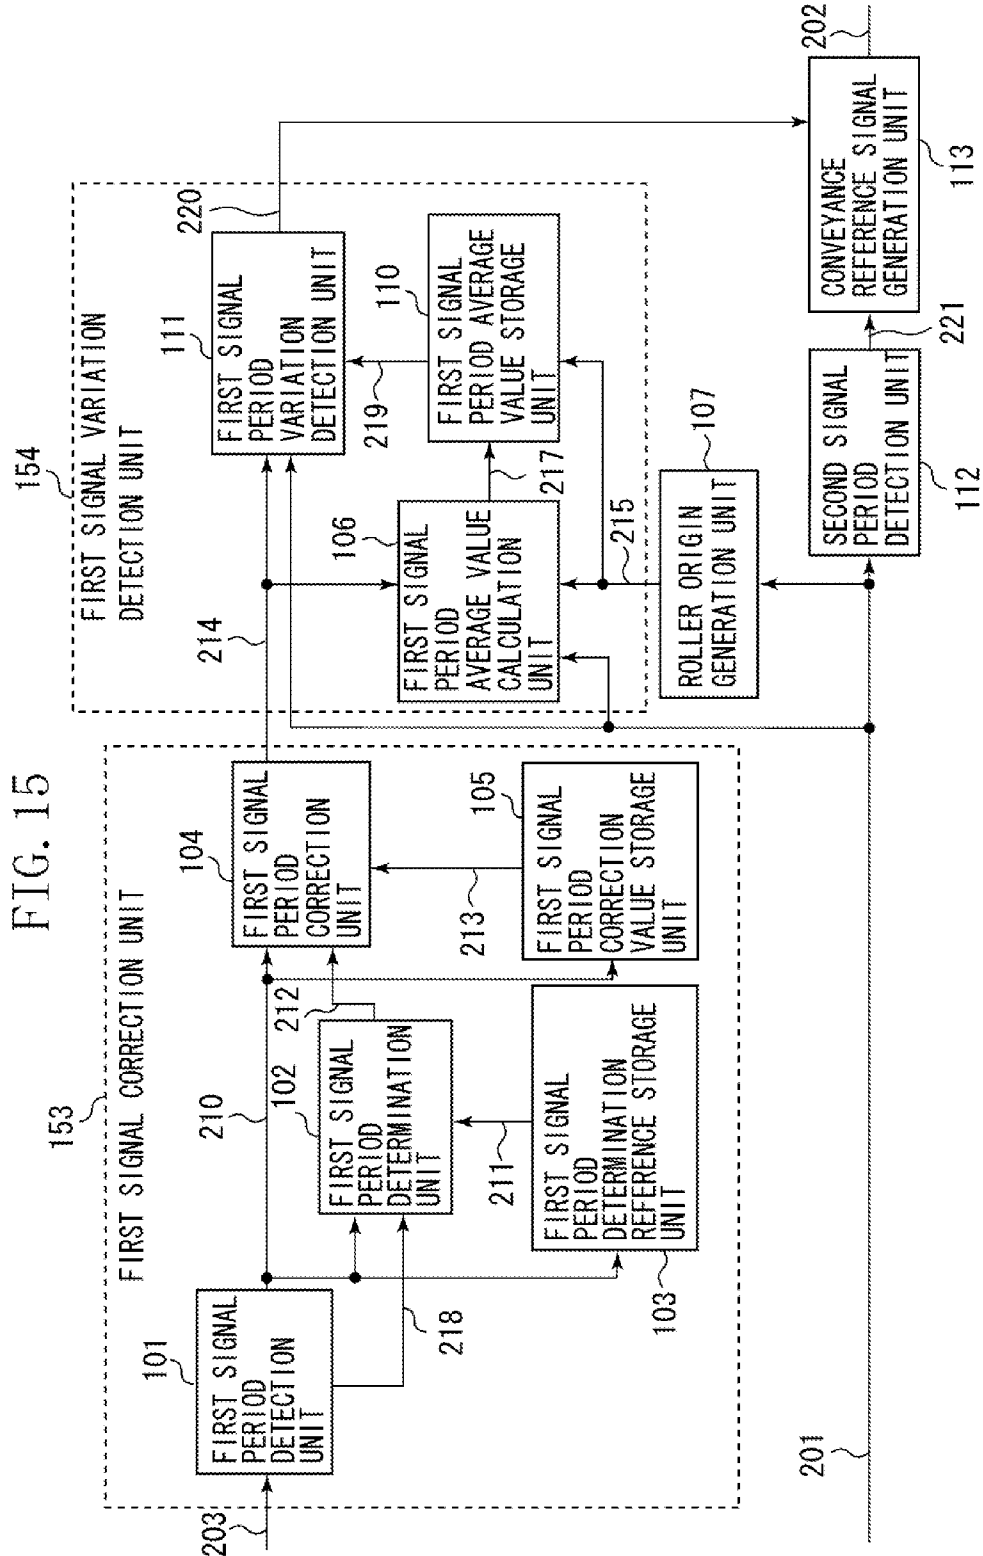 FIG. 15
153
FIRST SIGNAL CORRECTION UNIT
203
101
FIRST SIGNAL
PERIOD
DETECTION
UNIT
210
218
102
FIRST SIGNAL
PERIOD
DETERMINATION
UNIT
212
211
FIRST SIGNAL
PERIOD
DETERMINATION
REFERENCE STORAGE
UNIT
103
104
FIRST SIGNAL
PERIOD
CORRECTION
UNIT
213
105
FIRST SIGNAL
PERIOD
CORRECTION
VALUE STORAGE
UNIT
154
FIRST SIGNAL VARIATION
DETECTION UNIT
214
106
FIRST SIGNAL
PERIOD
AVERAGE VALUE
CALCULATION
UNIT
217
111
FIRST SIGNAL
PERIOD
VARIATION
DETECTION UNIT
219
110
FIRST SIGNAL
PERIOD AVERAGE
VALUE STORAGE
UNIT
220
215
107
ROLLER ORIGIN
GENERATION UNIT
201
SECOND SIGNAL
PERIOD
DETECTION UNIT
112
221
CONVEYANCE
REFERENCE SIGNAL
GENERATION UNIT
113
202